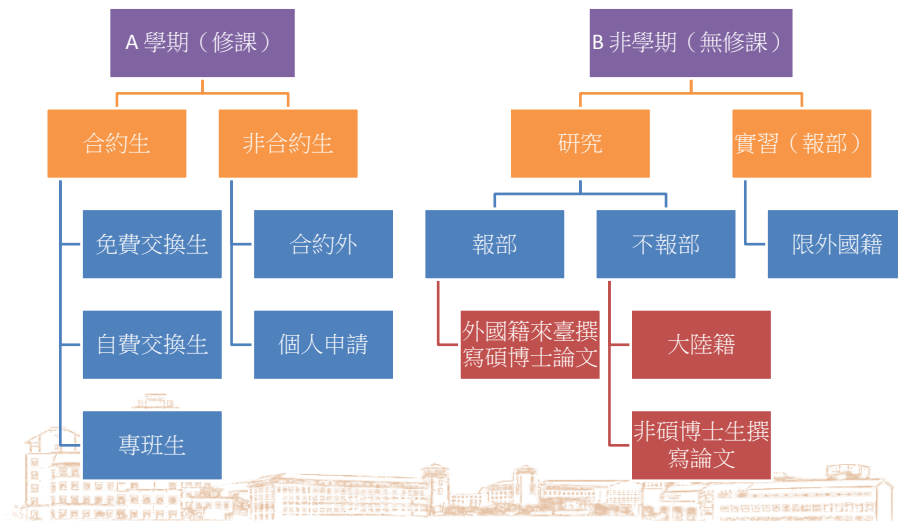 A 學期（修課）
合約生
非合約生
免費交換生
自費交換生
專班生
合約外
個人申請
B 非學期（無修課）
研究
實習（報部）
報部
不報部
限外國籍
外國籍來臺撰
寫碩博士論文
大陸籍
非碩博士生撰
寫論文